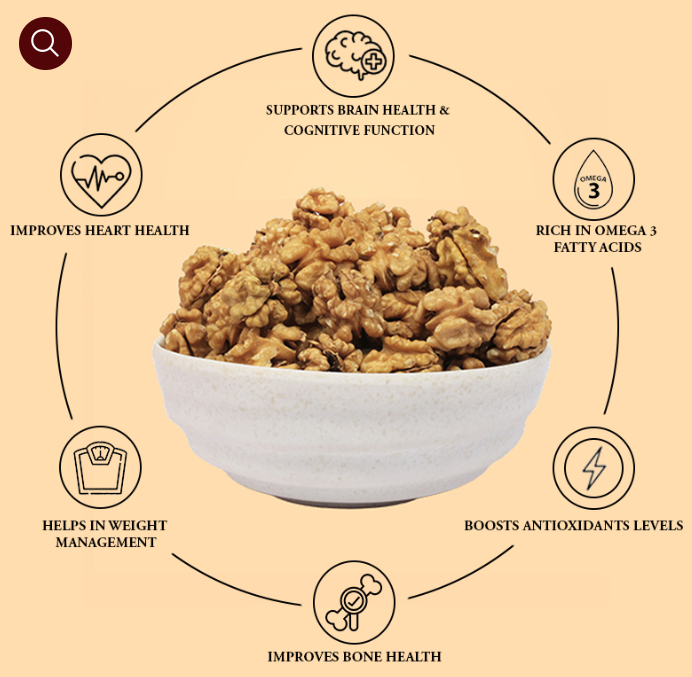 SUPPORTS BRAIN HEALTH &
COGNITIVE FUNCTION
OMEGA
3
IMPROVES HEART HEALTH
RICH IN OMEGA 3
FATTY ACIDS
HELPS IN WEIGHT
MANAGEMENT
BOOSTS ANTIOXIDANTS LEVELS
IMPROVES BONE HEALTH